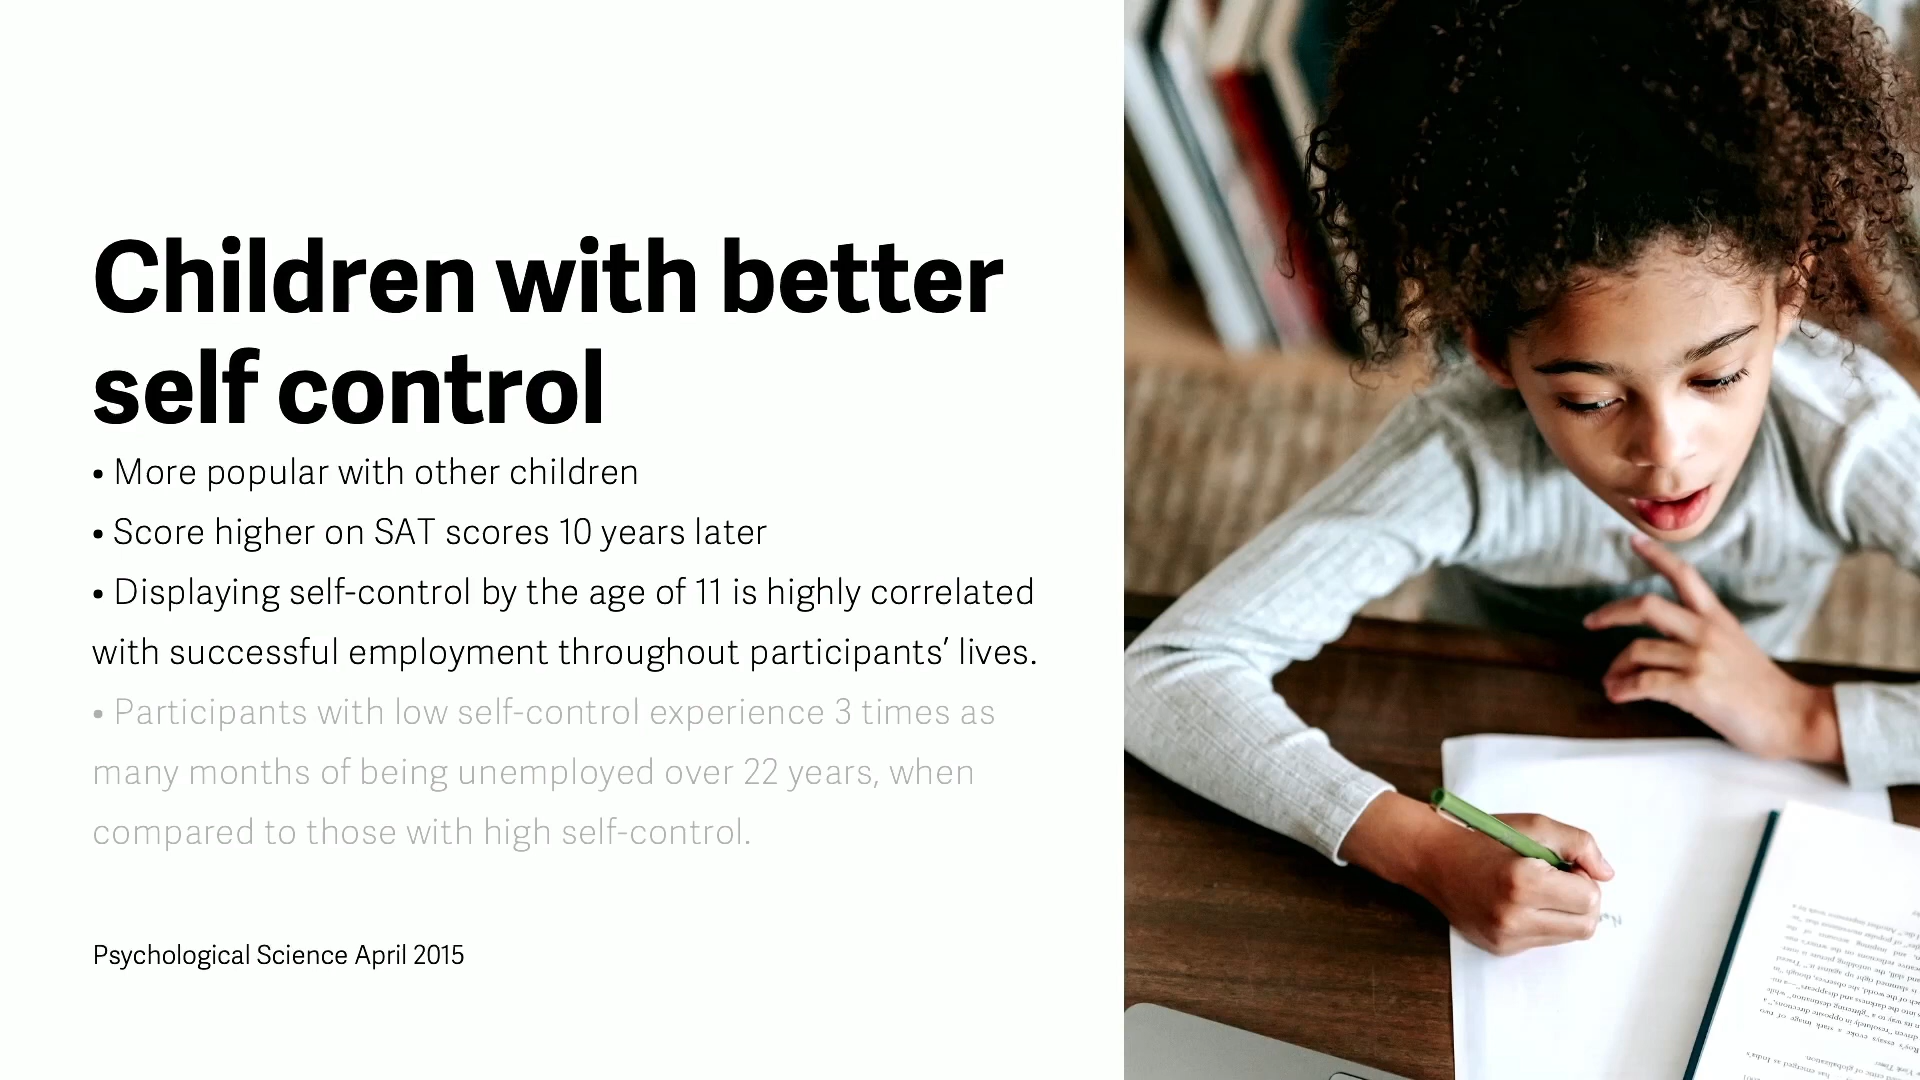 Children with better
self control
• More popular with other children
• Score higher on SAT scores 10 years later
• Displaying self-control by the age of 11 is highly correlated
with successful employment throughout participants’ lives.
• Participants with low self-control experience 3 times as
many months of being unemployed over 22 years, when
compared to those with high self-control.
Psychological Science April 2015